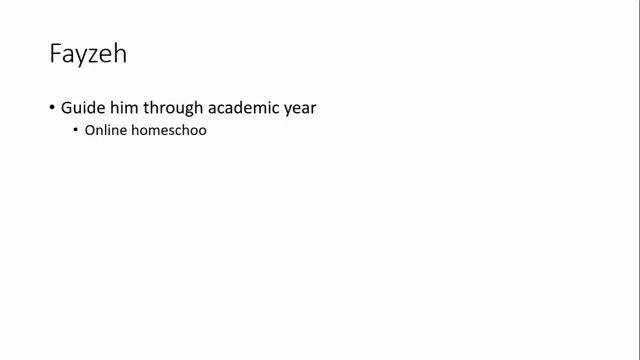 Fayzeh
• Guide him through academic year
• Online homeschoo